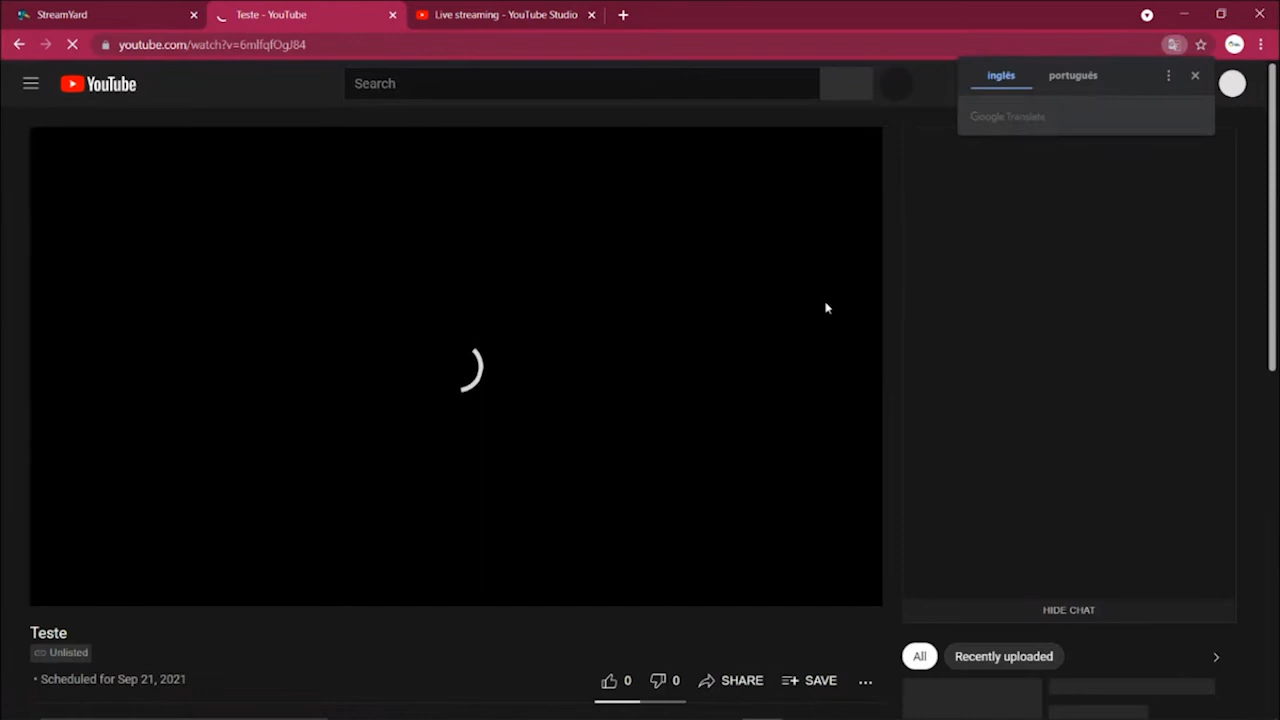 StreamYard
Teste - YouTube
Live streaming - YouTube Studio
youtube.com/watch?v=6mlfqfOgJ84
YouTube
Search
inglês português
Google Translate
HIDE CHAT
Teste
Unlisted
• Scheduled for Sep 21, 2021
0 0 SHARE SAVE
All Recently uploaded